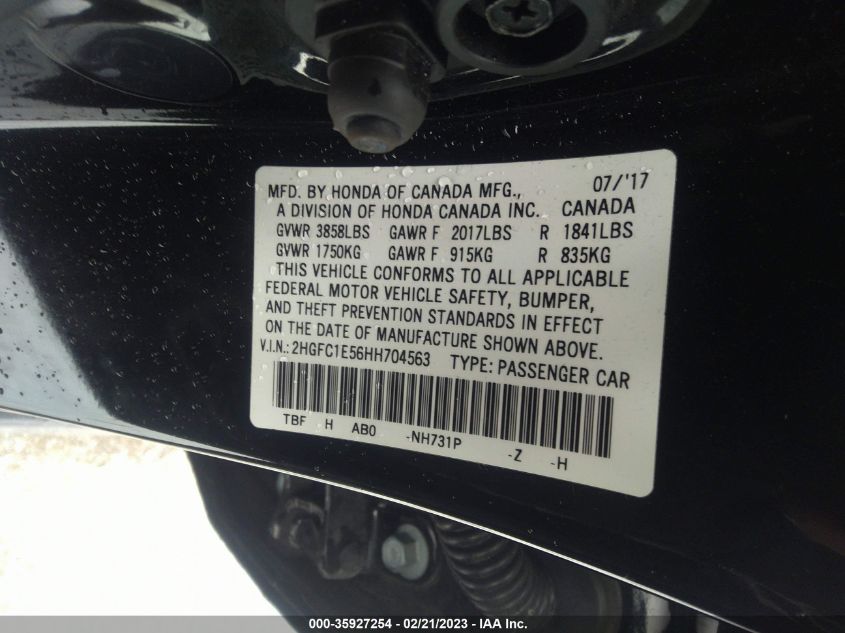 MFD. BY HONDA OF CANADA MFG., 07/'17
A DIVISION OF HONDA CANADA INC. CANADA
GVWR 3858LBS GAWR F 2017LBS R 1841LBS
GVWR 1750KG GAWR F 915KG R 835KG
THIS VEHICLE CONFORMS TO ALL APPLICABLE
FEDERAL MOTOR VEHICLE SAFETY, BUMPER,
AND THEFT PREVENTION STANDARDS IN EFFECT
ON THE DATE OF MANUFACTURE SHOWN ABOVE.
V.I.N.: 2HGFC1E56HH704563 TYPE: PASSENGER CAR
TBF H AB0 -NH731P -Z -H
000-35927254 - 02/21/2023 - IAA Inc.